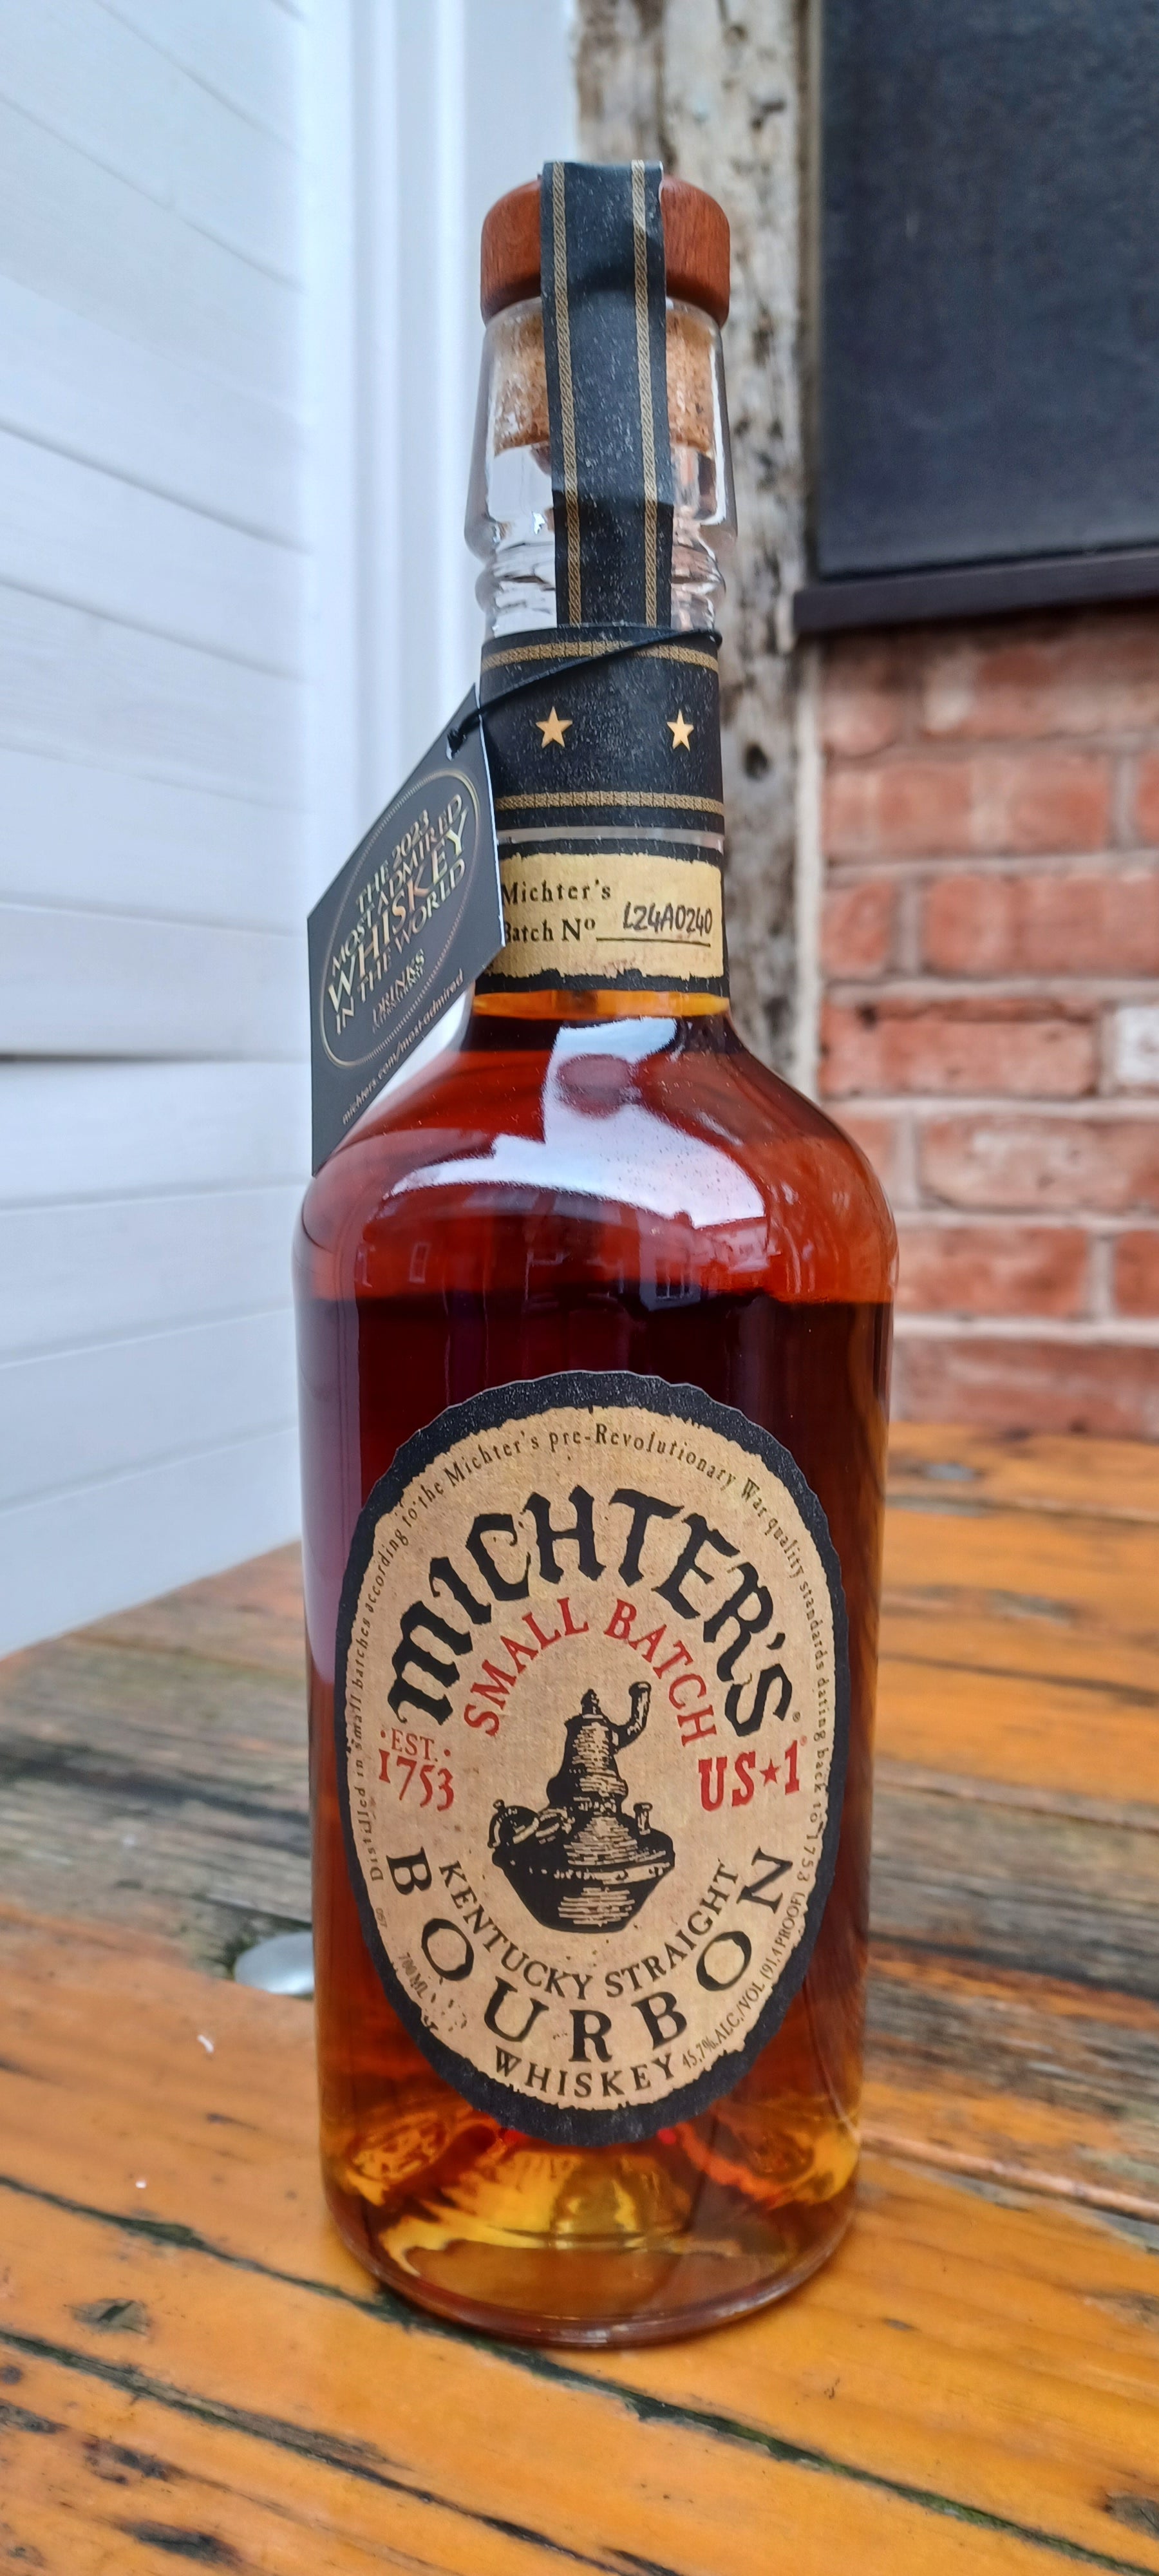 THE 2023
MOST ADMIRED
WHISKEY
IN THE WORLD
DRINKS
michters.com/most-admired
Michter's
Batch No L24A0240
Distilled in small batches according to the Michter's pre-Revolutionary War quality standards dating back to 1753
MICHTER'S®
SMALL BATCH
·EST.·
1753
US★1®
KENTUCKY STRAIGHT
BOURBON
WHISKEY
700 ML
45.7% ALC./VOL (91.4 PROOF)